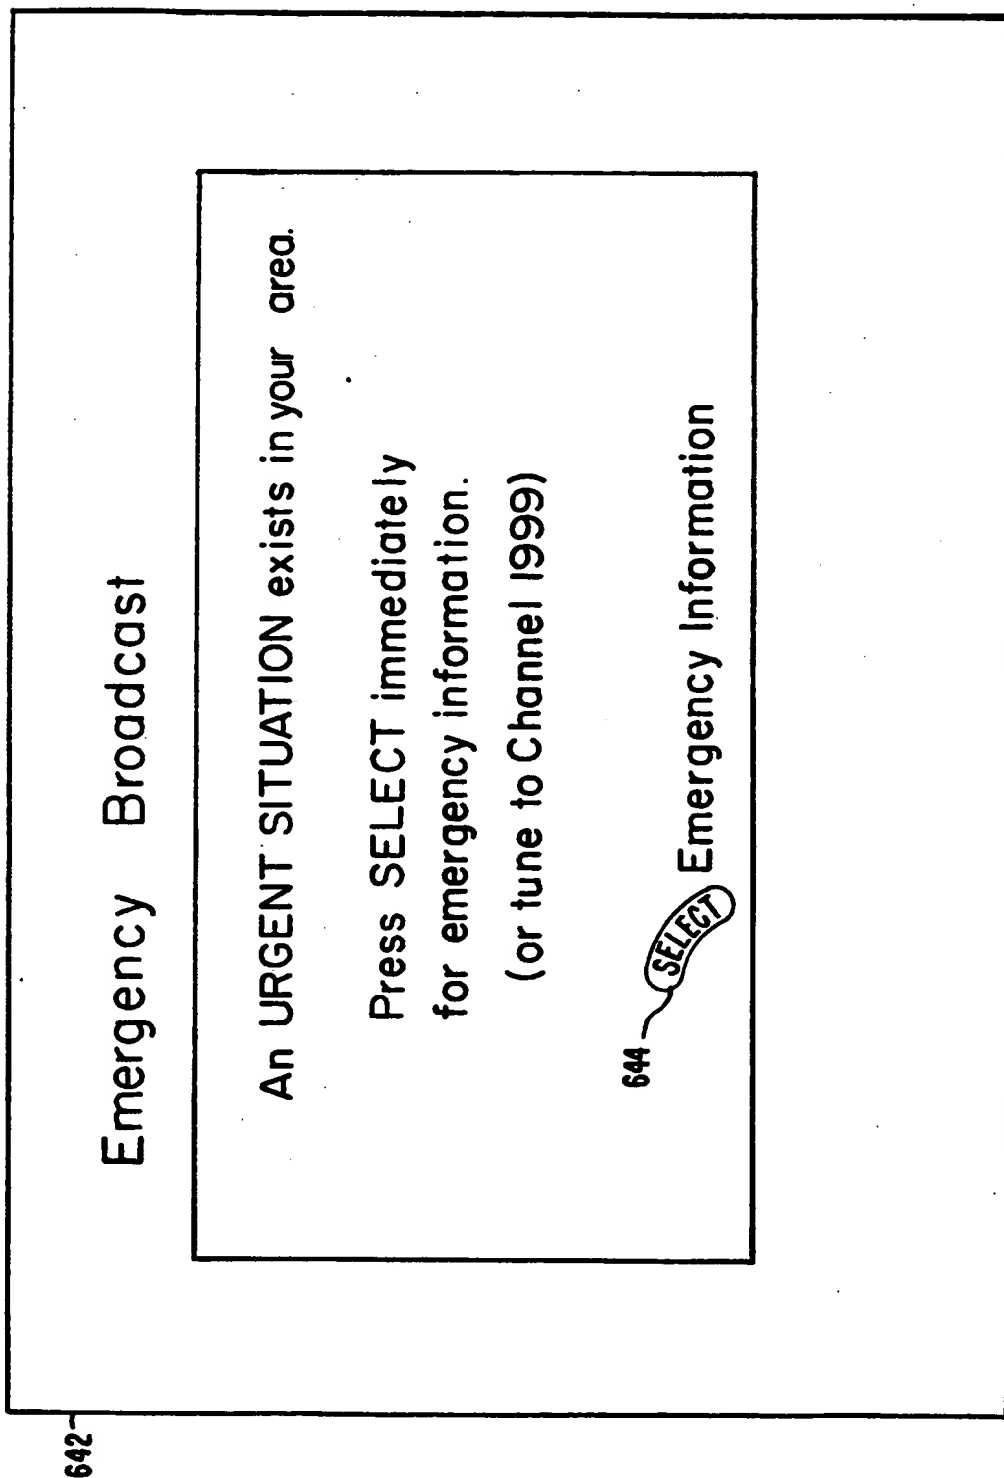 642
Emergency Broadcast
An URGENT SITUATION exists in your area.
Press SELECT immediately
for emergency information.
(or tune to Channel 1999)
644
SELECT Emergency Information